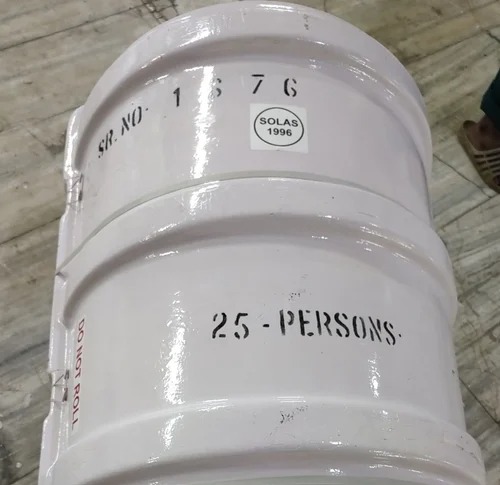 SR. NO- 1 6 7 6
SOLAS
1996
25-PERSONS-
DO NOT ROLL